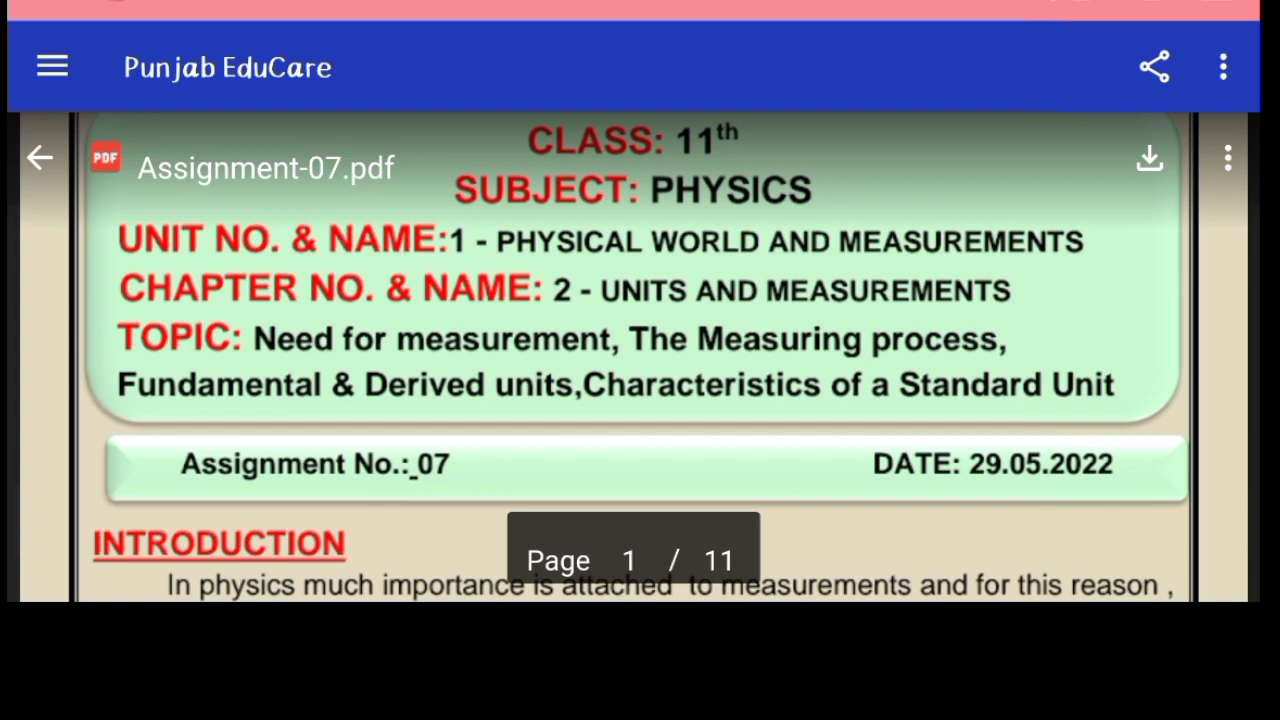 Punjab EduCare
CLASS: 11th
PDF Assignment-07.pdf
SUBJECT: PHYSICS
UNIT NO. & NAME:1 - PHYSICAL WORLD AND MEASUREMENTS
CHAPTER NO. & NAME: 2 - UNITS AND MEASUREMENTS
TOPIC: Need for measurement, The Measuring process,
Fundamental & Derived units,Characteristics of a Standard Unit
Assignment No.:_07 DATE: 29.05.2022
INTRODUCTION
Page 1 / 11
In physics much importance is attached to measurements and for this reason ,